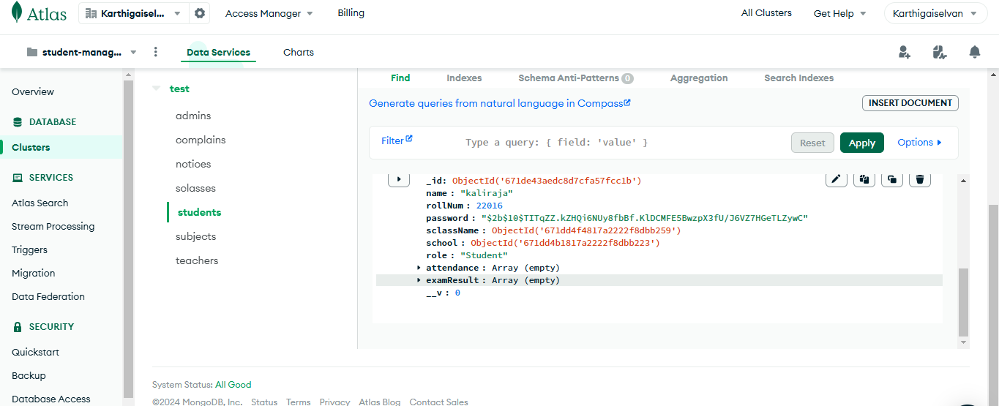 Atlas
Karthigaisel...
Access Manager
Billing
All Clusters
Get Help
Karthigaiselvan
student-manag...
Data Services
Charts
Overview
DATABASE
Clusters
SERVICES
Atlas Search
Stream Processing
Triggers
Migration
Data Federation
SECURITY
Quickstart
Backup
Database Access
test
admins
complains
notices
sclasses
students
subjects
teachers
Find
Indexes
Schema Anti-Patterns 0
Aggregation
Search Indexes
Generate queries from natural language in Compass
INSERT DOCUMENT
Filter
Type a query: { field: 'value' }
Reset
Apply
Options
_id: ObjectId('671de43aedc8d7cfa57fcc1b')
name : "kaliraja"
rollNum : 22016
password : "$2b$10$TITqZZ.kZHQi6NUy8fbBf.KlDCMFE5BwzpX3fU/J6VZ7HGeTLZywC"
sclassName : ObjectId('671dd4f4817a2222f8dbb259')
school : ObjectId('671dd4b1817a2222f8dbb223')
role : "Student"
attendance : Array (empty)
examResult : Array (empty)
__v : 0
System Status: All Good
©2024 MongoDB, Inc.
Status
Terms
Privacy
Atlas Blog
Contact Sales